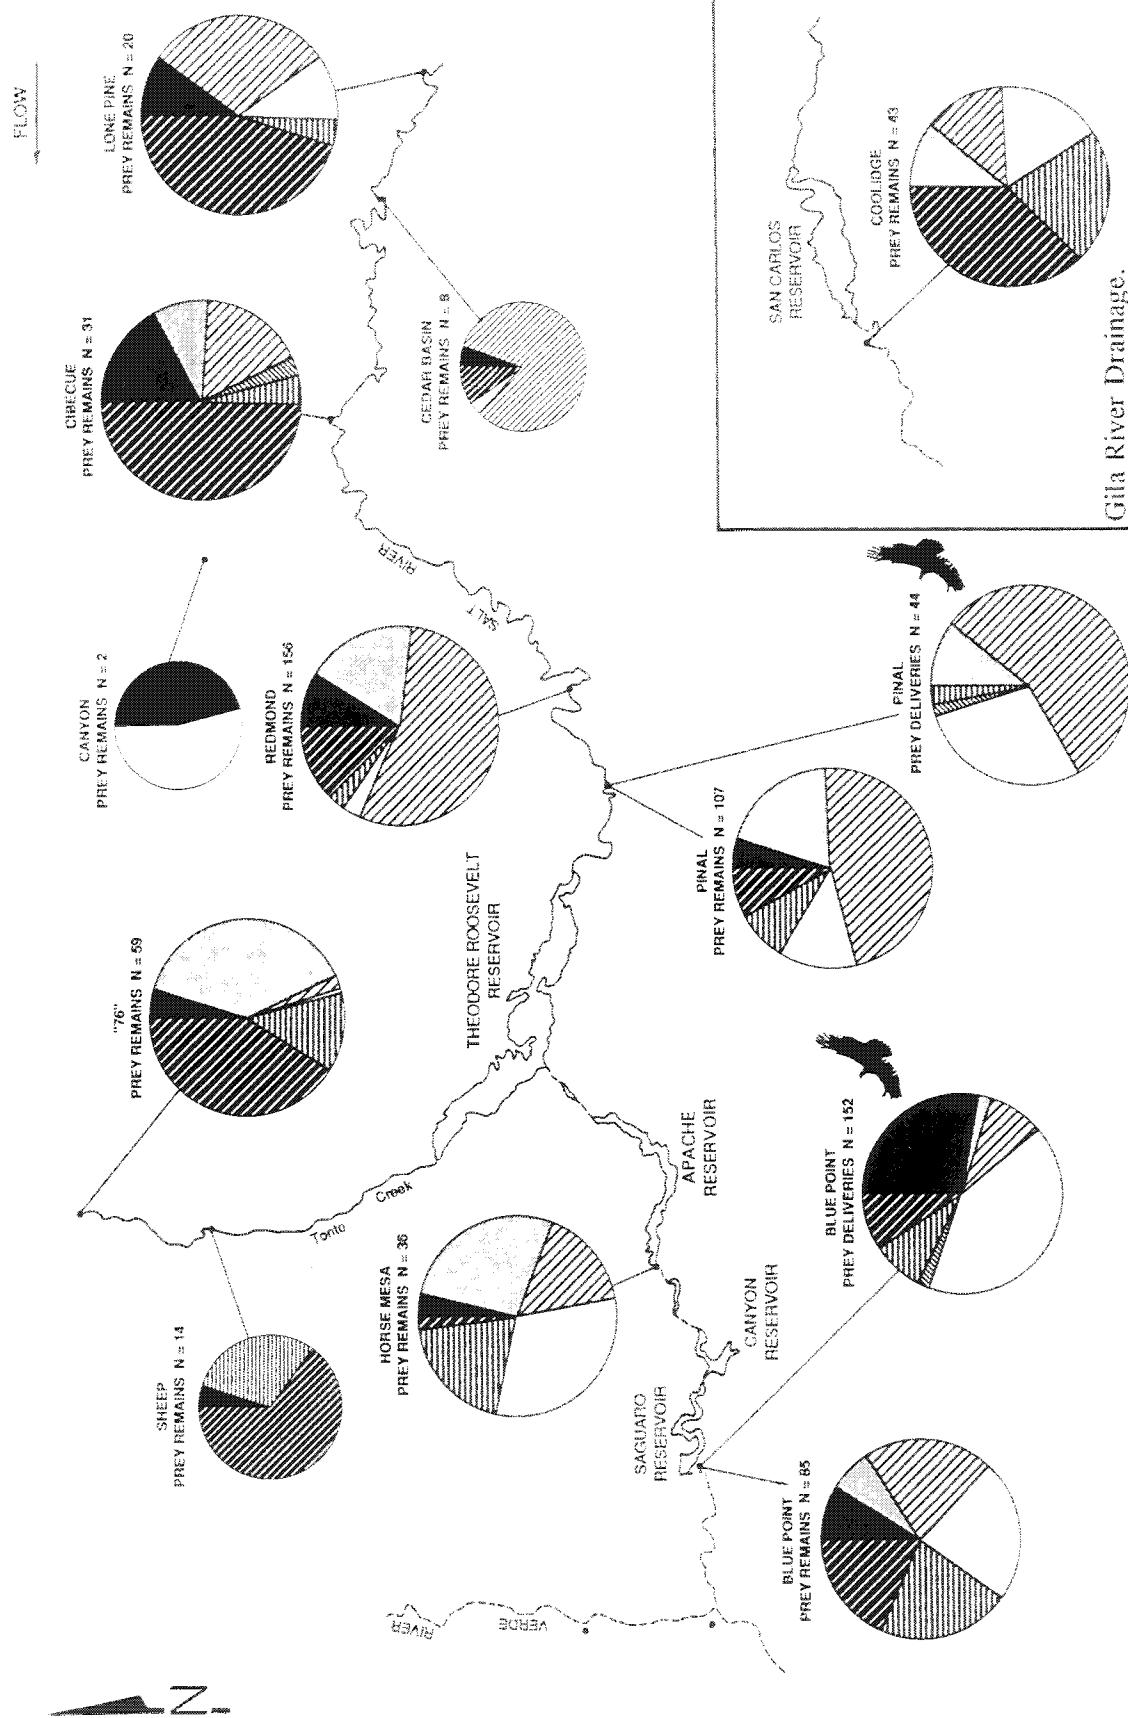 FLOW
LONE PINE
PREY REMAINS N = 20
CIBECUE
PREY REMAINS N = 31
CEDAR BASIN
PREY REMAINS N = 8
CANYON
PREY REMAINS N = 2
REDMOND
PREY REMAINS N = 156
SALT
RIVER
SAN CARLOS
RESERVOIR
COOLIDGE
PREY REMAINS N = 43
Gila River Drainage.
PINAL
PREY DELIVERIES N = 44
PINAL
PREY REMAINS N = 107
"76"
PREY REMAINS N = 59
THEODORE ROOSEVELT
RESERVOIR
Tonto
Creek
APACHE
RESERVOIR
SHEEP
PREY REMAINS N = 14
HORSE MESA
PREY REMAINS N = 36
CANYON
RESERVOIR
SAGUARO
RESERVOIR
BLUE POINT
PREY DELIVERIES N = 152
BLUE POINT
PREY REMAINS N = 85
VERDE
RIVER
N